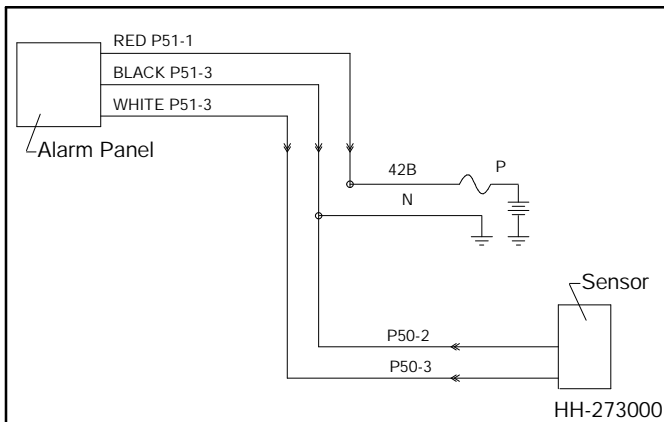 RED P51-1
BLACK P51-3
WHITE P51-3
Alarm Panel
42B
P
N
Sensor
P50-2
P50-3
HH-273000